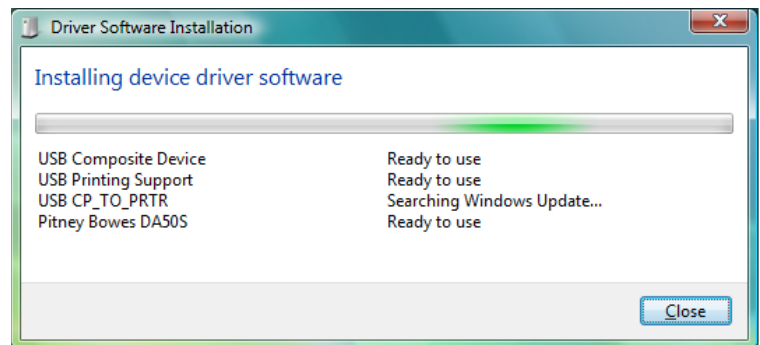 Driver Software Installation
Installing device driver software
USB Composite Device Ready to use
USB Printing Support Ready to use
USB CP_TO_PRTR Searching Windows Update...
Pitney Bowes DA50S Ready to use
Close